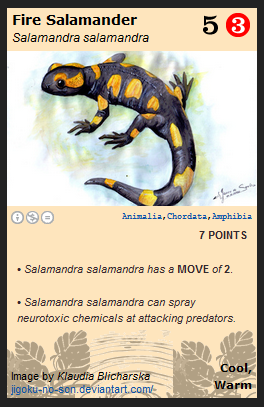 Fire Salamander
5 3
Salamandra salamandra
Animalia,Chordata,Amphibia
7 POINTS
• Salamandra salamandra has a MOVE of 2.
• Salamandra salamandra can spray
neurotoxic chemicals at attacking predators.
Cool,
Warm
Image by Klaudia Blicharska
jigoku-no-son.deviantart.com/